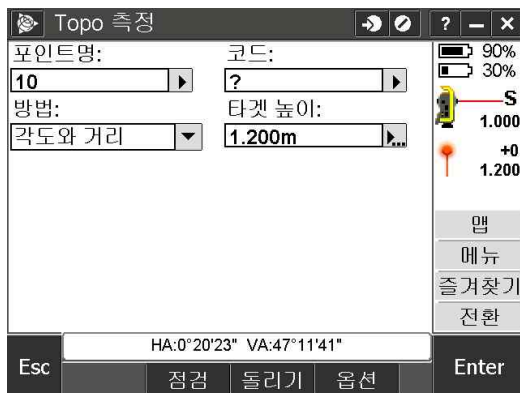 Topo 측정
? – ×
포인트명:
코드:
10
?
방법:
타겟 높이:
각도와 거리
1.200m
90%
30%
S
1.000
+0
1.200
맵
메뉴
즐겨찾기
전환
HA:0°20'23" VA:47°11'41"
Esc
점검
돌리기
옵션
Enter